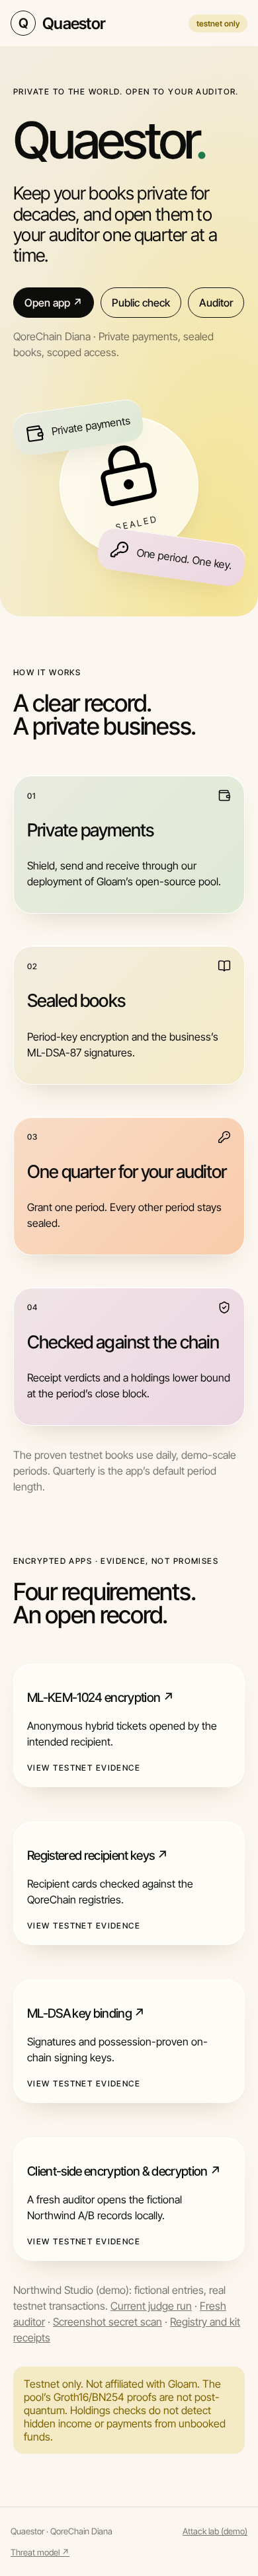 Q Quaestor
testnet only
PRIVATE TO THE WORLD. OPEN TO YOUR AUDITOR.
Quaestor.
Keep your books private for
decades, and open them to
your auditor one quarter at a
time.
Open app ↗
Public check
Auditor
QoreChain Diana · Private payments, sealed
books, scoped access.
Private payments
SEALED
One period. One key.
HOW IT WORKS
A clear record.
A private business.
01
Private payments
Shield, send and receive through our
deployment of Gloam's open-source pool.
02
Sealed books
Period-key encryption and the business's
ML-DSA-87 signatures.
03
One quarter for your auditor
Grant one period. Every other period stays
sealed.
04
Checked against the chain
Receipt verdicts and a holdings lower bound
at the period's close block.
The proven testnet books use daily, demo-scale
periods. Quarterly is the app's default period
length.
ENCRYPTED APPS · EVIDENCE, NOT PROMISES
Four requirements.
An open record.
ML-KEM-1024 encryption ↗
Anonymous hybrid tickets opened by the
intended recipient.
VIEW TESTNET EVIDENCE
Registered recipient keys ↗
Recipient cards checked against the
QoreChain registries.
VIEW TESTNET EVIDENCE
ML-DSA key binding ↗
Signatures and possession-proven on-
chain signing keys.
VIEW TESTNET EVIDENCE
Client-side encryption & decryption ↗
A fresh auditor opens the fictional
Northwind A/B records locally.
VIEW TESTNET EVIDENCE
Northwind Studio (demo): fictional entries, real
testnet transactions. Current judge run · Fresh
auditor · Screenshot secret scan · Registry and kit
receipts
Testnet only. Not affiliated with Gloam. The
pool's Groth16/BN254 proofs are not post-
quantum. Holdings checks do not detect
hidden income or payments from unbooked
funds.
Quaestor · QoreChain Diana
Attack lab (demo)
Threat model ↗